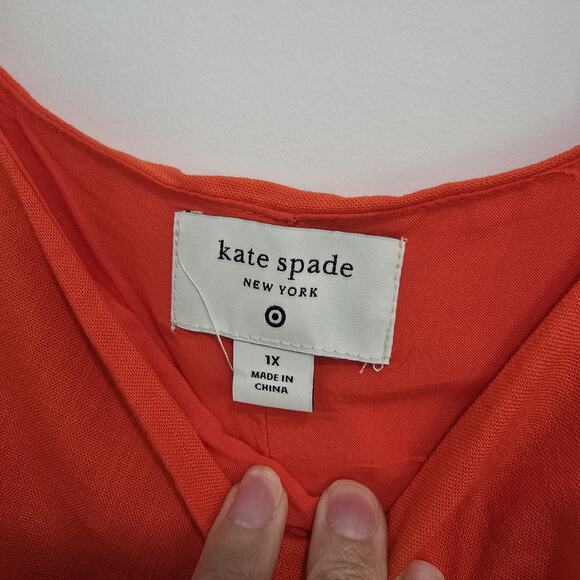 kate spade
NEW YORK
1X
MADE IN
CHINA